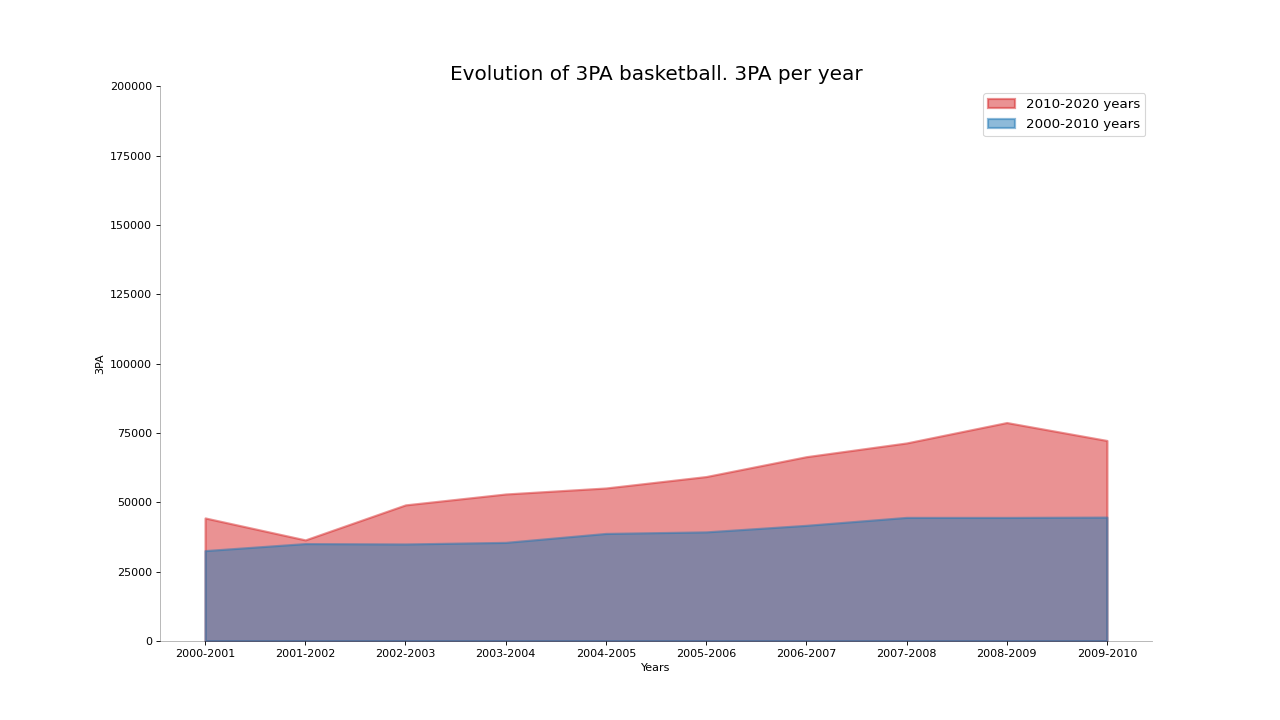 Evolution of 3PA basketball. 3PA per year
2010-2020 years
2000-2010 years
200000
175000
150000
125000
100000
75000
50000
25000
0
3PA
2000-2001 2001-2002 2002-2003 2003-2004 2004-2005 2005-2006 2006-2007 2007-2008 2008-2009 2009-2010
Years